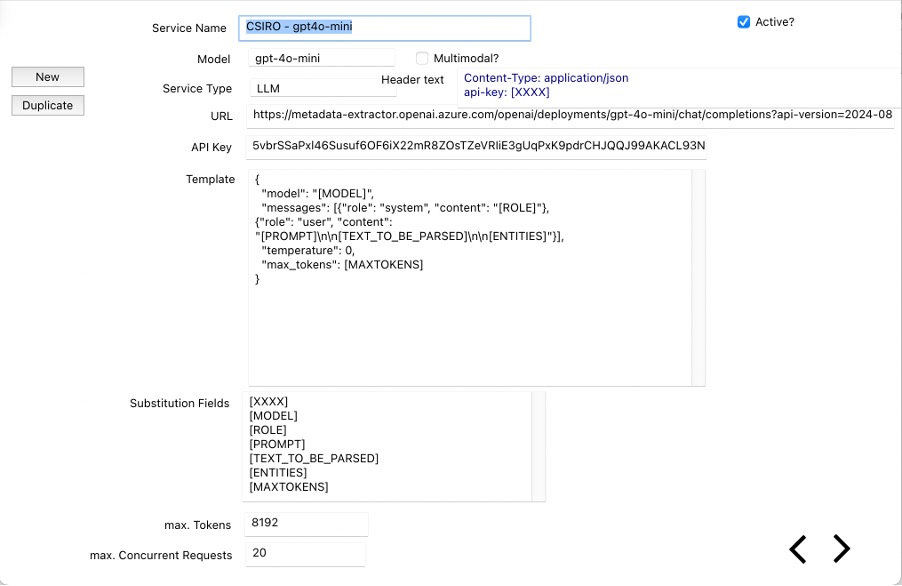 Service Name
CSIRO - gpt4o-mini
Active?
Model
gpt-4o-mini
Multimodal?
New
Header text
Content-Type: application/json
api-key: [XXXX]
Service Type
LLM
Duplicate
URL
https://metadata-extractor.openai.azure.com/openai/deployments/gpt-4o-mini/chat/completions?api-version=2024-08
API Key
Template
{
"model": "[MODEL]",
"messages": [{"role": "system", "content": "[ROLE]"},
{"role": "user", "content":
"[PROMPT]\n\n[TEXT_TO_BE_PARSED]\n\n[ENTITIES]"}],
"temperature": 0,
"max_tokens": [MAXTOKENS]
}
Substitution Fields
[XXXX]
[MODEL]
[ROLE]
[PROMPT]
[TEXT_TO_BE_PARSED]
[ENTITIES]
[MAXTOKENS]
max. Tokens
8192
max. Concurrent Requests
20